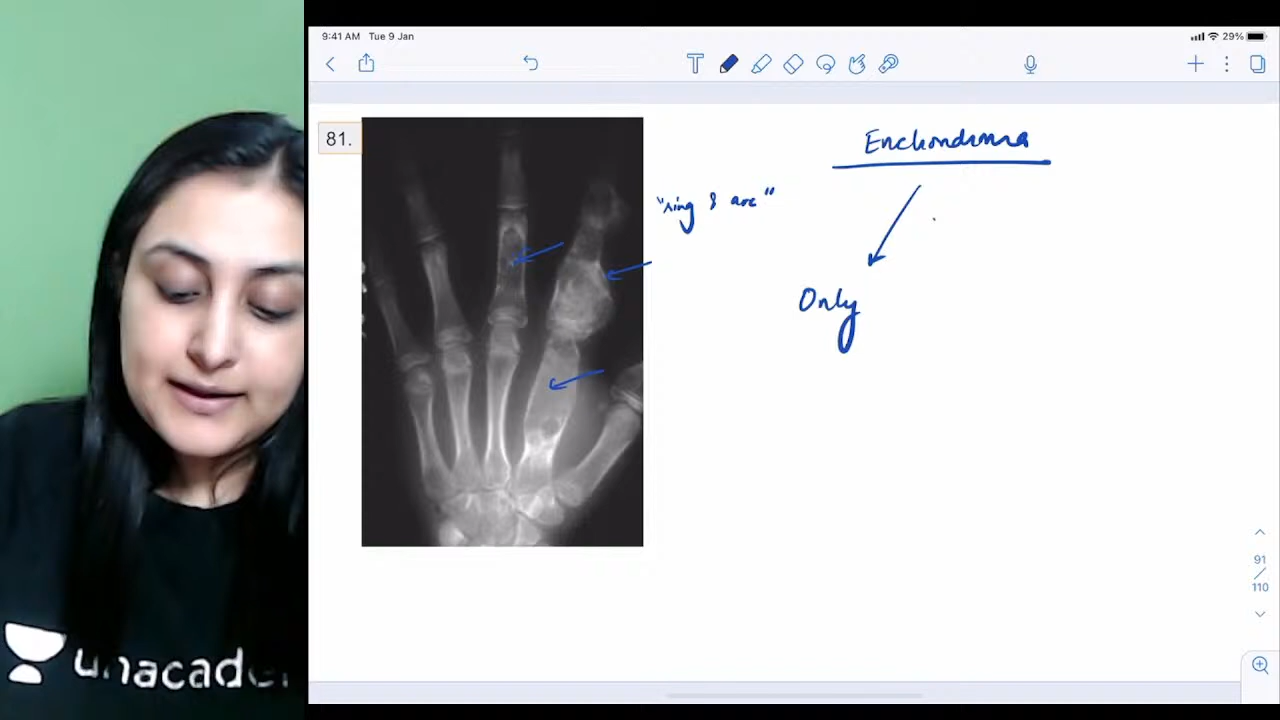 9:41 AM Tue 9 Jan
29%
T
81.
Enchondroma
"ring & arc"
Only
91
110
unacade